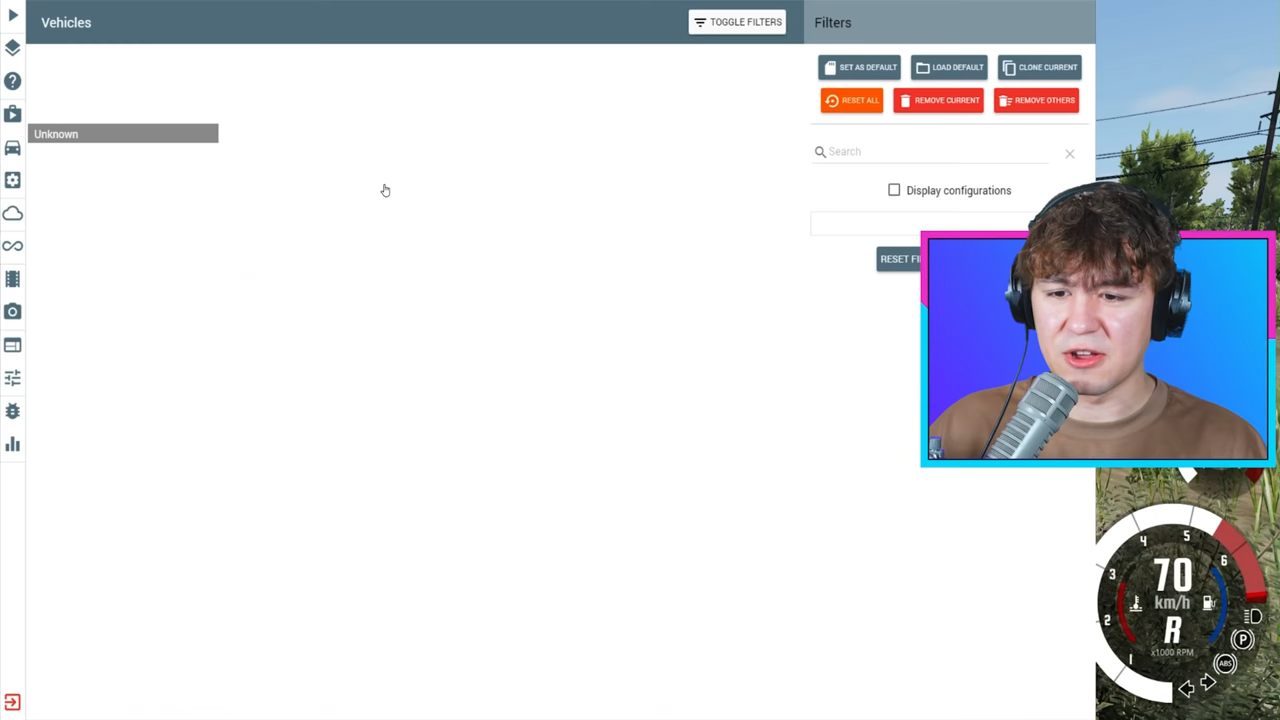 Vehicles
TOGGLE FILTERS
Filters
SET AS DEFAULT
LOAD DEFAULT
CLONE CURRENT
RESET ALL
REMOVE CURRENT
REMOVE OTHERS
Unknown
Search
Display configurations
RESET
1
2
3
4
5
6
70
km/h
R
x1000 RPM
P
ABS